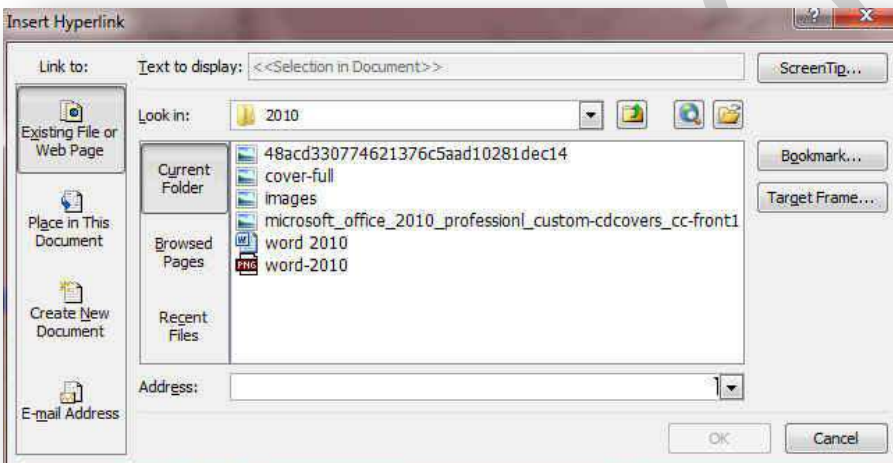 Insert Hyperlink
Link to:
Text to display: <<Selection in Document>>
ScreenTip...
Existing File or
Web Page
Look in: 2010
Current
Folder
48acd330774621376c5aad10281dec14
cover-full
images
microsoft_office_2010_professionl_custom-cdcovers_cc-front1
word 2010
word-2010
Bookmark...
Target Frame...
Place in This
Document
Browsed
Pages
Create New
Document
Recent
Files
Address:
E-mail Address
OK
Cancel